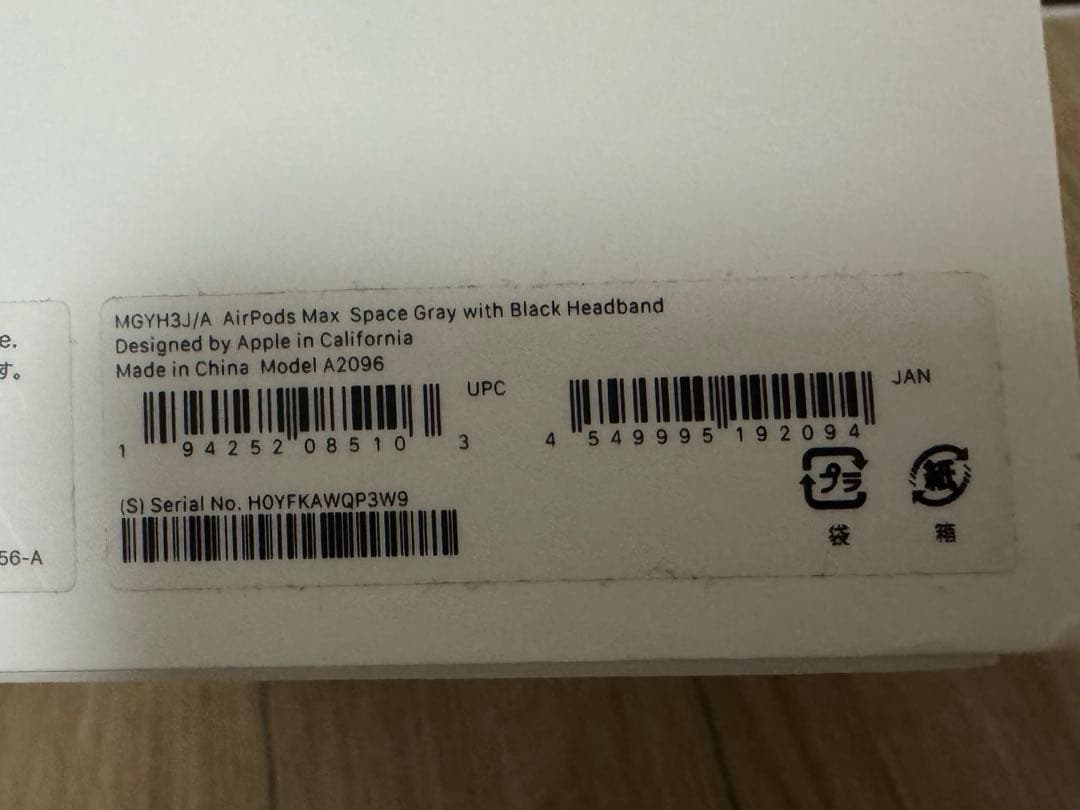 e.
す。
56-A
MGYH3J/A AirPods Max Space Gray with Black Headband
Designed by Apple in California
Made in China Model A2096
UPC
1 94252 08510 3
JAN
4 549995 192094
(S) Serial No. H0YFKAWQP3W9
プラ
袋
紙
箱